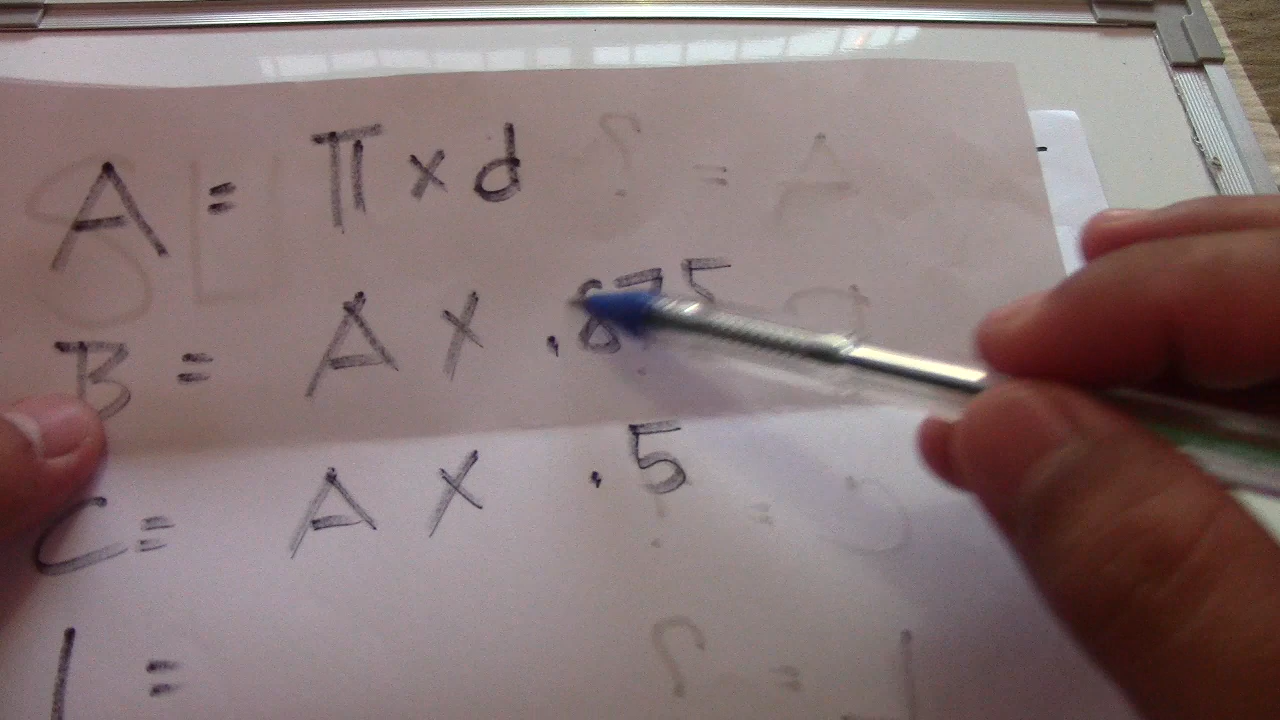 A = π × d
B = A × .875
C = A × .5
L =